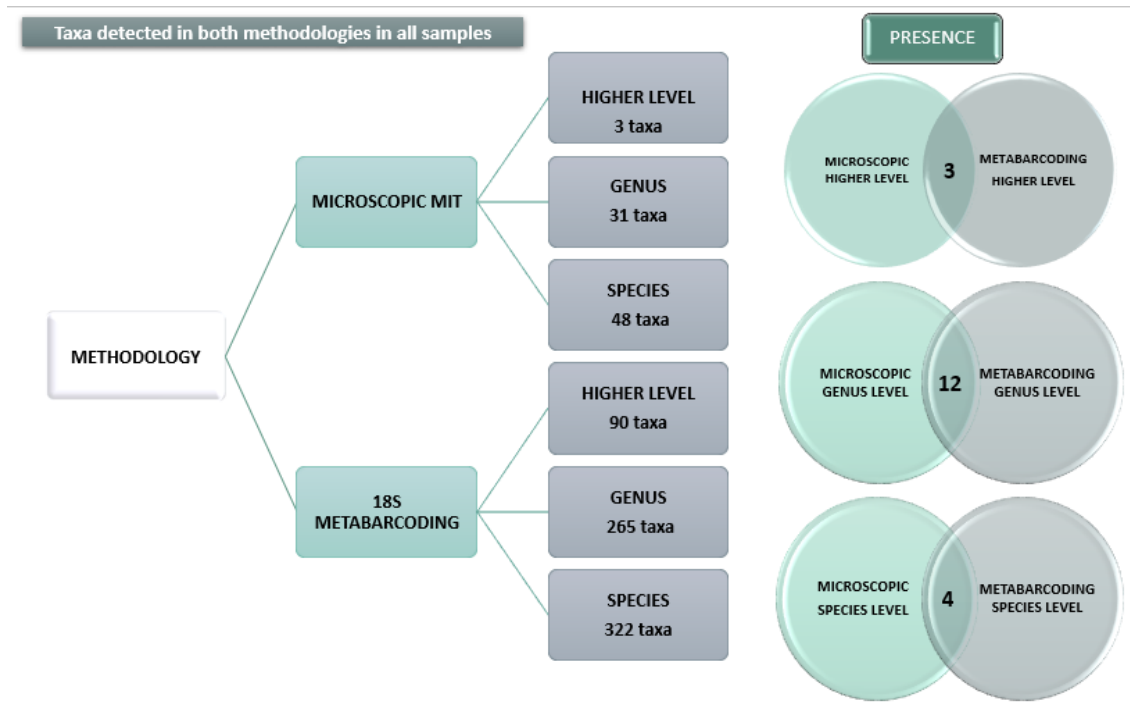 Taxa detected in both methodologies in all samples
METHODOLOGY
MICROSCOPIC MIT
HIGHER LEVEL
3 taxa
GENUS
31 taxa
SPECIES
48 taxa
18S
METABARCODING
HIGHER LEVEL
90 taxa
GENUS
265 taxa
SPECIES
322 taxa
PRESENCE
MICROSCOPIC
HIGHER LEVEL
3
METABARCODING
HIGHER LEVEL
MICROSCOPIC
GENUS LEVEL
12
METABARCODING
GENUS LEVEL
MICROSCOPIC
SPECIES LEVEL
4
METABARCODING
SPECIES LEVEL